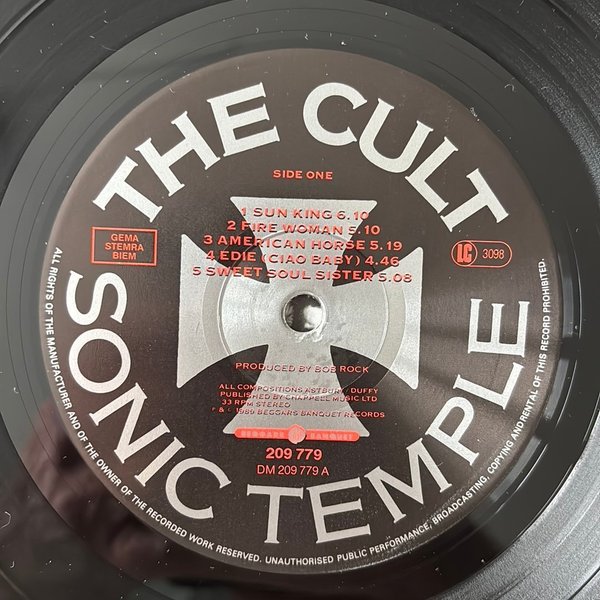 THE CULT
SIDE ONE
1 SUN KING 6.10
2 FIRE WOMAN 5.10
3 AMERICAN HORSE 5.19
4 EDIE (CIAO BABY) 4.46
5 SWEET SOUL SISTER 5.08
GEMA
STEMRA
BIEM
LC 3098
PRODUCED BY BOB ROCK
ALL COMPOSITIONS ASTBURY / DUFFY
PUBLISHED BY CHAPPELL MUSIC LTD
33 RPM STEREO
P & © 1989 BEGGARS BANQUET RECORDS
BEGGARS BANQUET
209 779
DM 209 779 A
SONIC TEMPLE
ALL RIGHTS OF THE MANUFACTURER AND OF THE OWNER OF THE RECORDED WORK RESERVED. UNAUTHORISED PUBLIC PERFORMANCE, BROADCASTING, COPYING AND RENTAL OF THIS RECORD PROHIBITED.